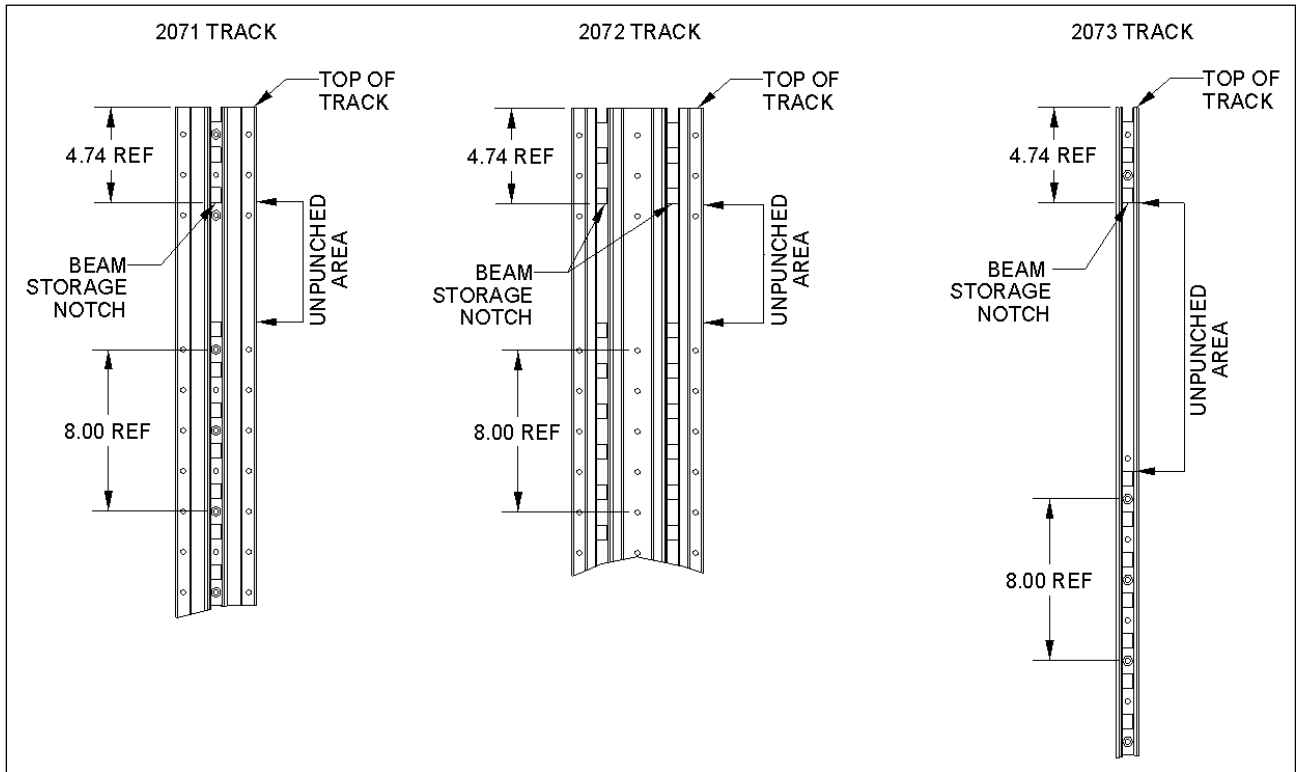 2071 TRACK
TOP OF
TRACK
4.74 REF
BEAM
STORAGE
NOTCH
UNPUNCHED
AREA
8.00 REF
2072 TRACK
TOP OF
TRACK
4.74 REF
BEAM
STORAGE
NOTCH
UNPUNCHED
AREA
8.00 REF
2073 TRACK
TOP OF
TRACK
4.74 REF
BEAM
STORAGE
NOTCH
UNPUNCHED
AREA
8.00 REF